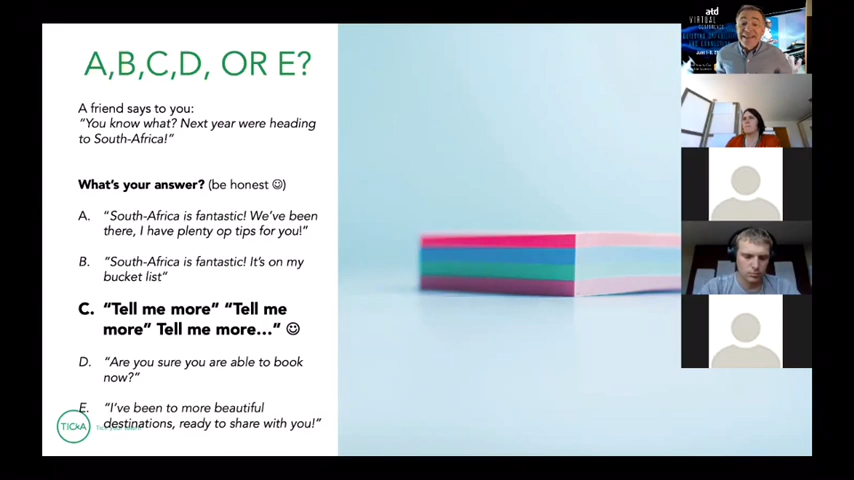 A,B,C,D, OR E?
A friend says to you:
“You know what? Next year were heading
to South-Africa!”
What's your answer? (be honest ☺)
A. “South-Africa is fantastic! We've been
there, I have plenty op tips for you!”
B. “South-Africa is fantastic! It's on my
bucket list”
C. “Tell me more” “Tell me
more” Tell me more…” ☺
D. “Are you sure you are able to book
now?”
E. “I've been to more beautiful
destinations, ready to share with you!”
TICKA
atd
VIRTUAL
CONFERENCE